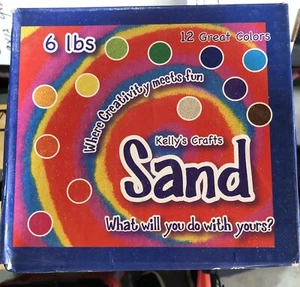 6 lbs
12 Great Colors
Where Creativity meets fun
Kelly's Crafts
Sand
What will you do with yours?